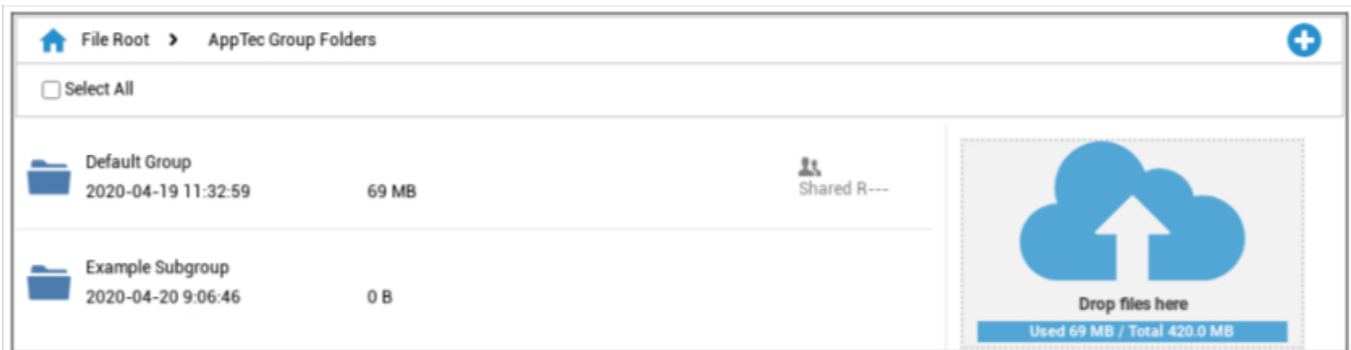 File Root > AppTec Group Folders
Select All
Default Group
2020-04-19 11:32:59 69 MB
Shared R---
Example Subgroup
2020-04-20 9:06:46 0 B
Drop files here
Used 69 MB / Total 420.0 MB